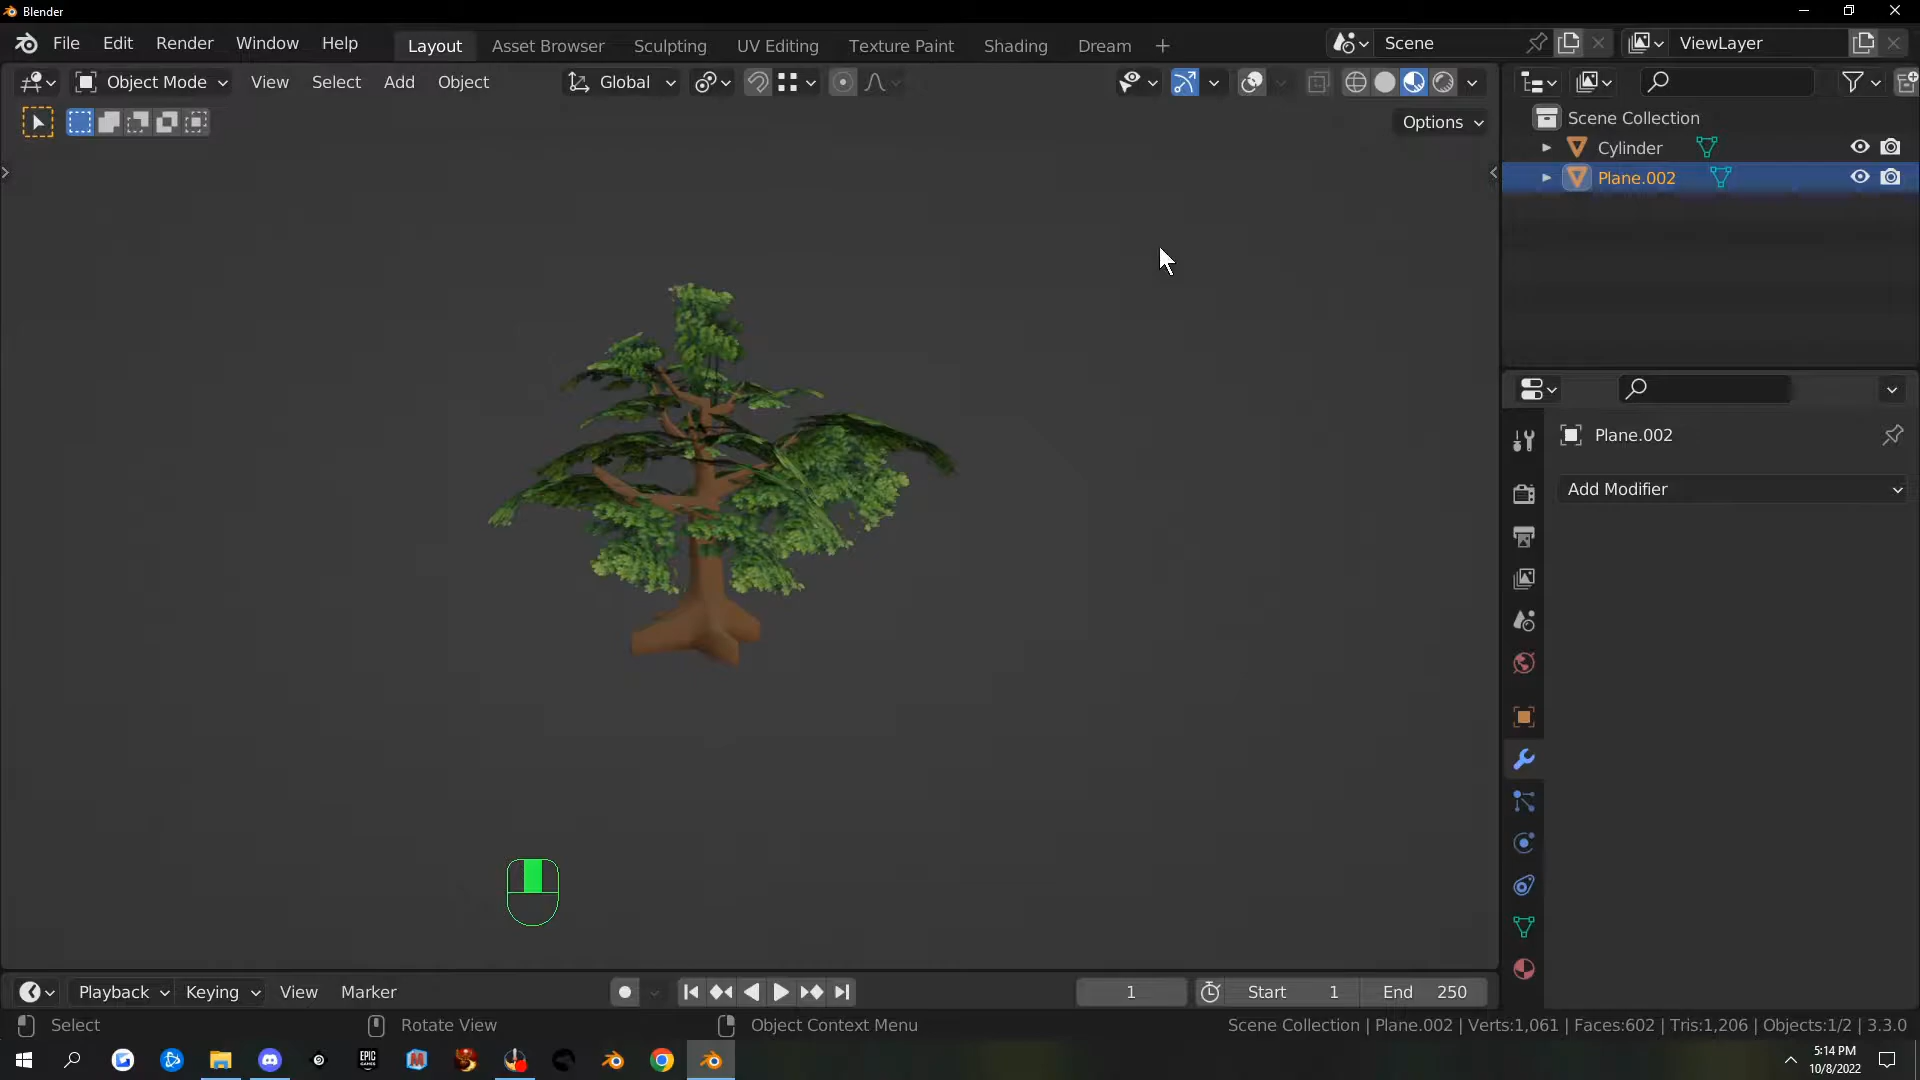 Blender
File Edit Render Window Help Layout Asset Browser Sculpting UV Editing Texture Paint Shading Dream + Scene ViewLayer
Object Mode View Select Add Object Global
Options
Scene Collection
Cylinder
Plane.002
Plane.002
Add Modifier
Playback Keying View Marker 1 Start 1 End 250
Select Rotate View Object Context Menu Scene Collection | Plane.002 | Verts:1,061 | Faces:602 | Tris:1,206 | Objects:1/2 | 3.3.0
EPIC GAMES
5:14 PM
10/8/2022